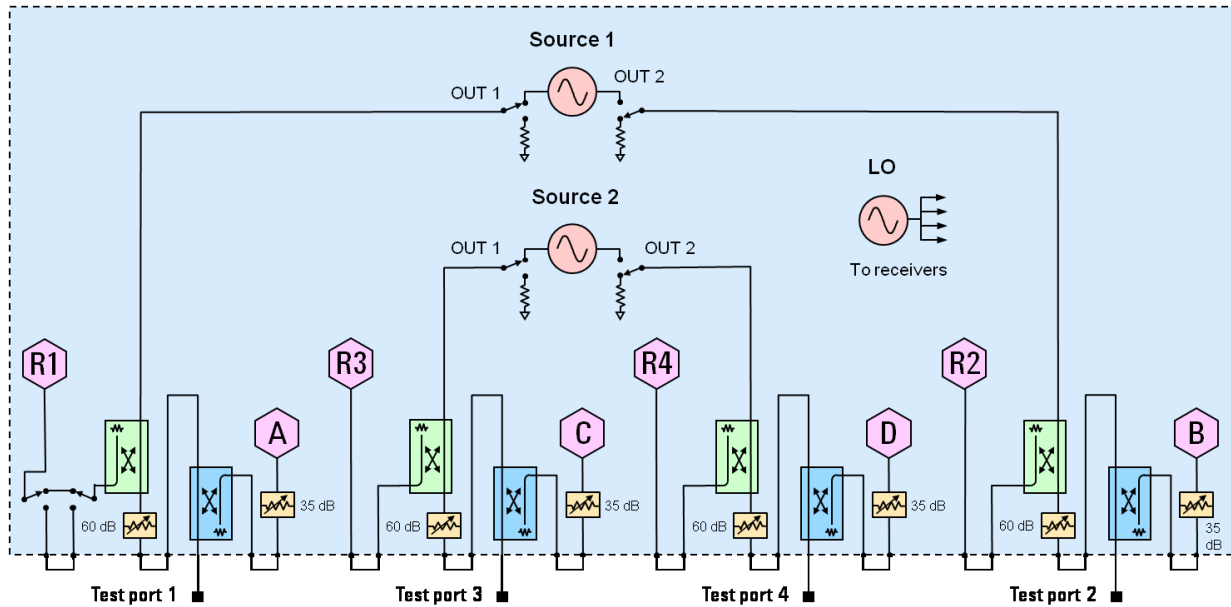 Source 1
OUT 1
OUT 2
LO
Source 2
OUT 1
OUT 2
To receivers
R1
R3
R4
R2
A
C
D
B
60 dB
35 dB
60 dB
35 dB
60 dB
35 dB
60 dB
35
dB
Test port 1
Test port 3
Test port 4
Test port 2